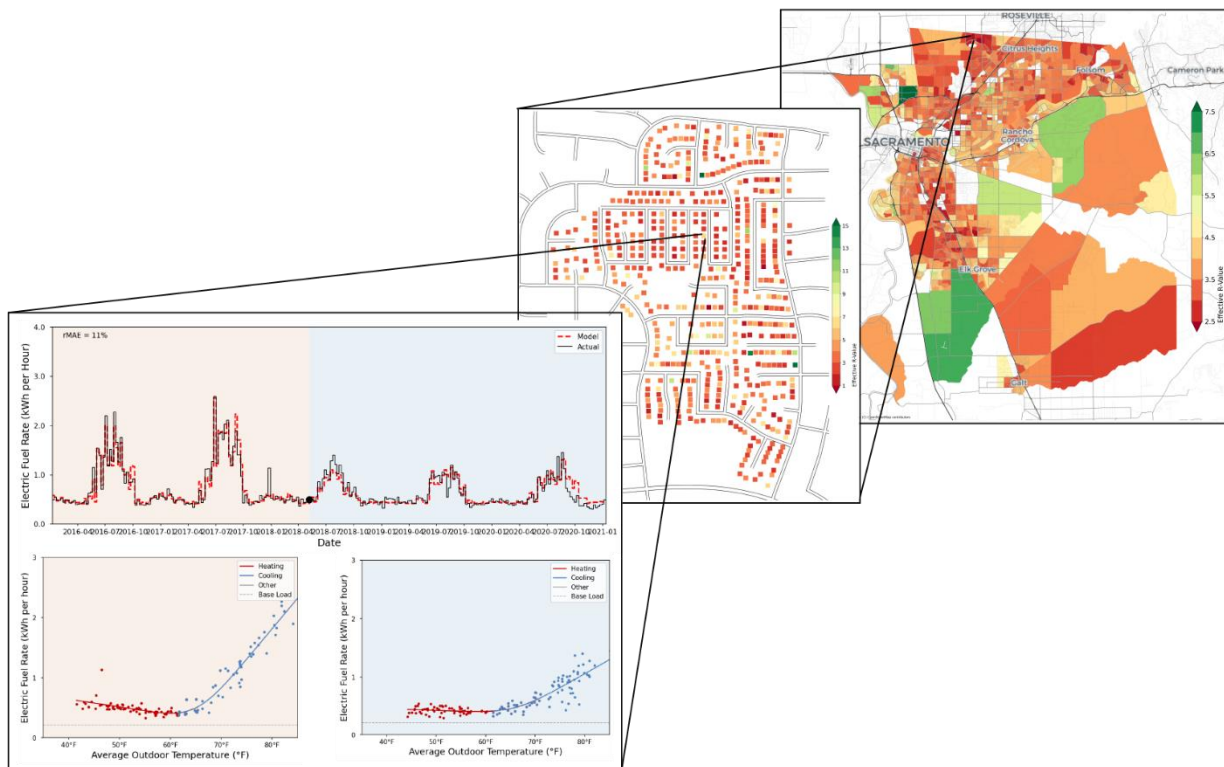 ROSEVILLE
Citrus Heights
Folsom
Cameron Park
Rancho
Cordova
SACRAMENTO
Elk Grove
Galt
7.5
6.5
5.5
4.5
3.5
2.5
Effective R-Value
15
13
11
9
7
5
3
1
Effective R-Value
rMAE = 11%
Model
Actual
Electric Fuel Rate (kWh per Hour)
4.0
3.0
2.0
1.0
0.0
2016-04 2016-07 2016-10 2017-01 2017-04 2017-07 2017-10 2018-01 2018-04 2018-07 2018-10 2019-01 2019-04 2019-07 2019-10 2020-01 2020-04 2020-07 2020-10 2021-01
Date
Heating
Cooling
Other
Base Load
Electric Fuel Rate (kWh per hour)
3
2
1
0
40°F 50°F 60°F 70°F 80°F
Average Outdoor Temperature (°F)
Heating
Cooling
Other
Base Load
Electric Fuel Rate (kWh per hour)
3
2
1
0
40°F 50°F 60°F 70°F 80°F
Average Outdoor Temperature (°F)